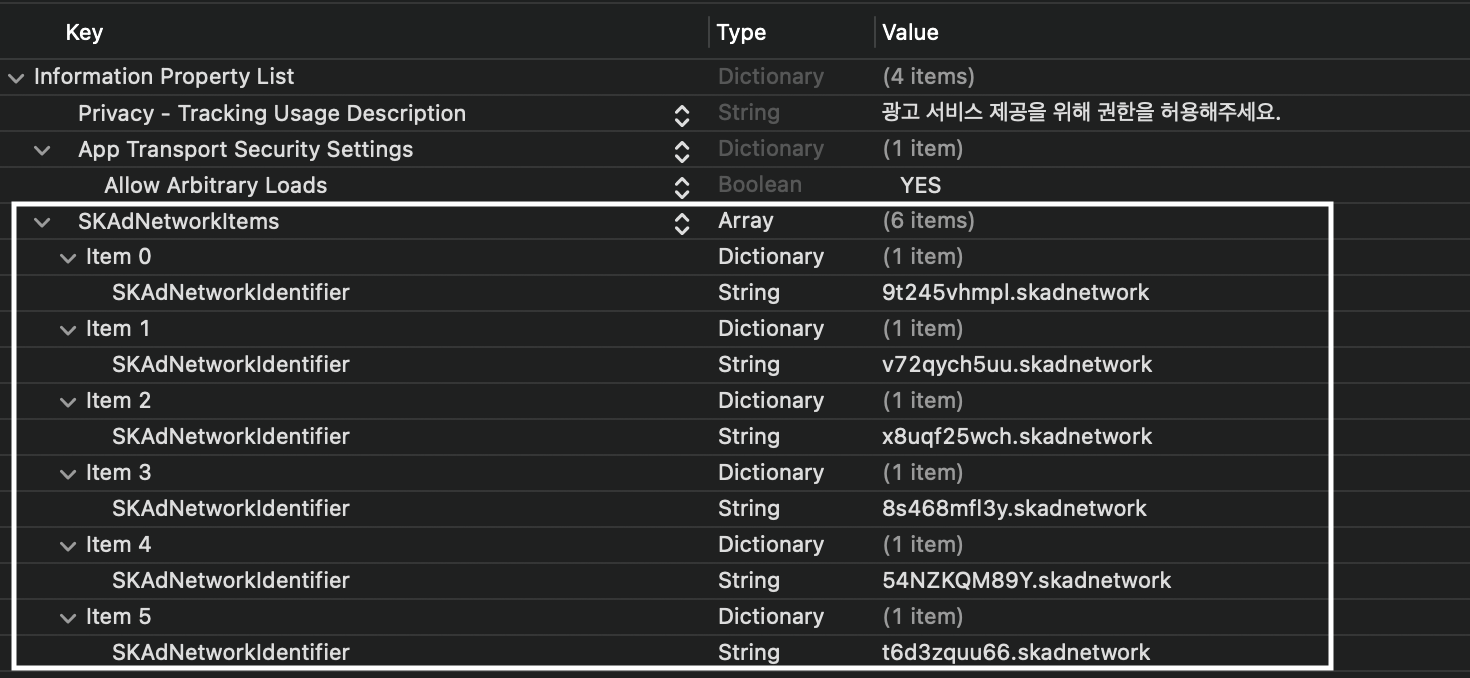 Key Type Value
Information Property List Dictionary (4 items)
Privacy - Tracking Usage Description String 광고 서비스 제공을 위해 권한을 허용해주세요.
App Transport Security Settings Dictionary (1 item)
Allow Arbitrary Loads Boolean YES
SKAdNetworkItems Array (6 items)
Item 0 Dictionary (1 item)
SKAdNetworkIdentifier String 9t245vhmpl.skadnetwork
Item 1 Dictionary (1 item)
SKAdNetworkIdentifier String v72qych5uu.skadnetwork
Item 2 Dictionary (1 item)
SKAdNetworkIdentifier String x8uqf25wch.skadnetwork
Item 3 Dictionary (1 item)
SKAdNetworkIdentifier String 8s468mfl3y.skadnetwork
Item 4 Dictionary (1 item)
SKAdNetworkIdentifier String 54NZKQM89Y.skadnetwork
Item 5 Dictionary (1 item)
SKAdNetworkIdentifier String t6d3zquu66.skadnetwork